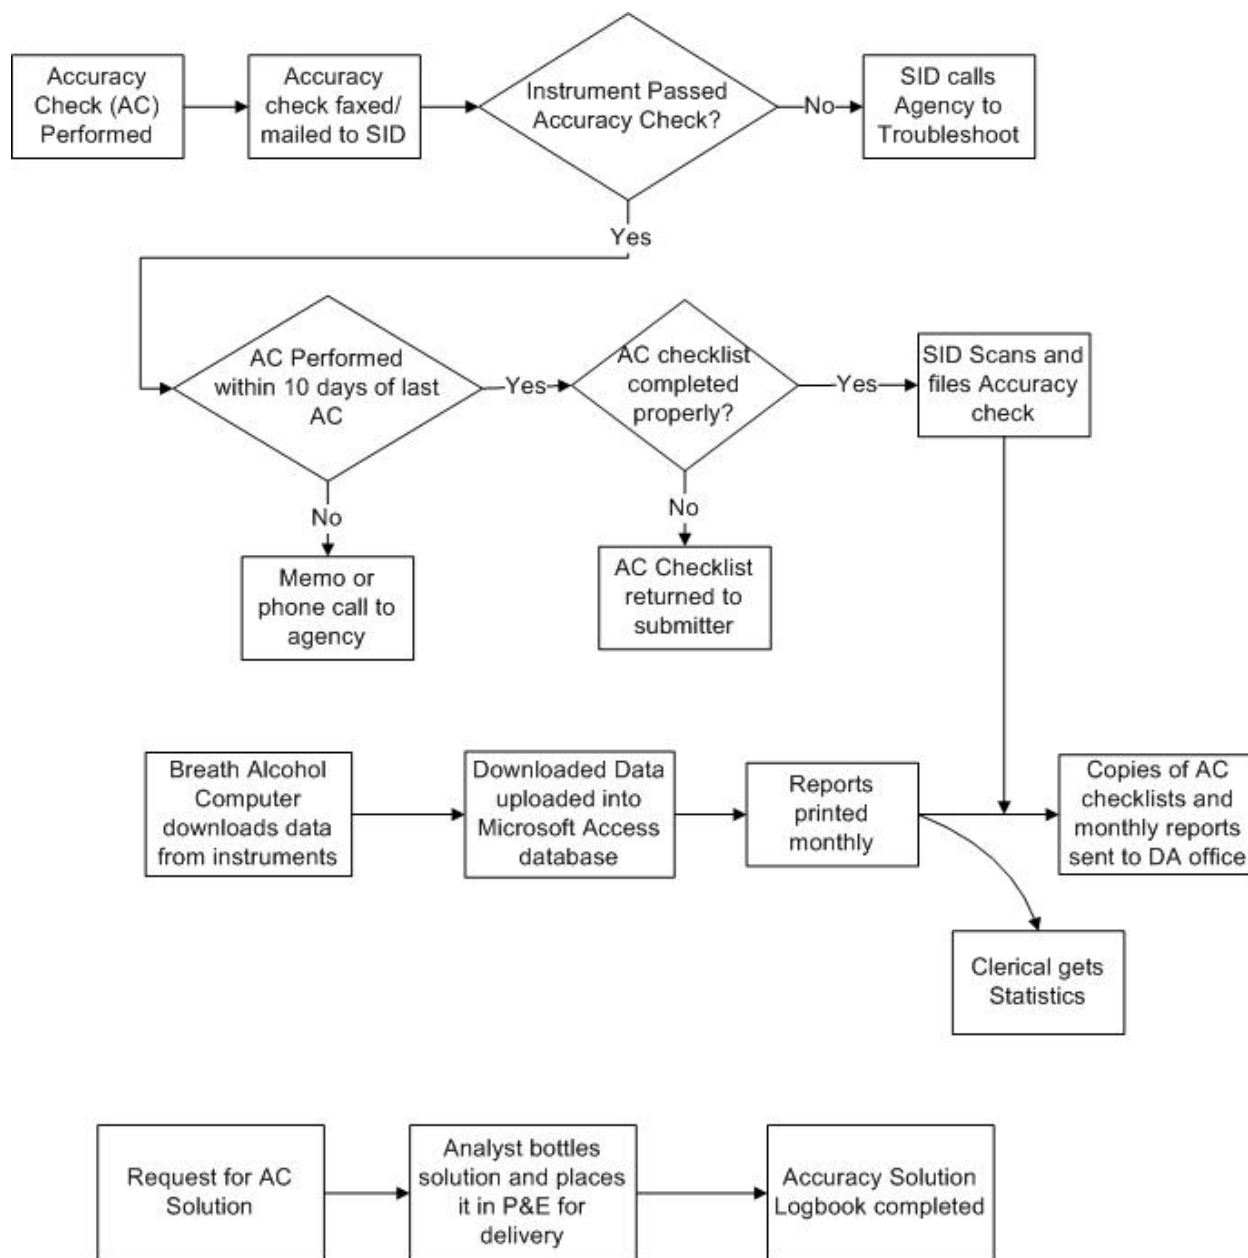 Accuracy
Check (AC)
Performed
Accuracy
check faxed/
mailed to SID
Instrument Passed
Accuracy Check?
No
SID calls
Agency to
Troubleshoot
Yes
AC Performed
within 10 days of last
AC
Yes
AC checklist
completed
properly?
Yes
SID Scans and
files Accuracy
check
No
Memo or
phone call to
agency
No
AC Checklist
returned to
submitter
Breath Alcohol
Computer
downloads data
from instruments
Downloaded Data
uploaded into
Microsoft Access
database
Reports
printed
monthly
Copies of AC
checklists and
monthly reports
sent to DA office
Clerical gets
Statistics
Request for AC
Solution
Analyst bottles
solution and places
it in P&E for
delivery
Accuracy Solution
Logbook completed